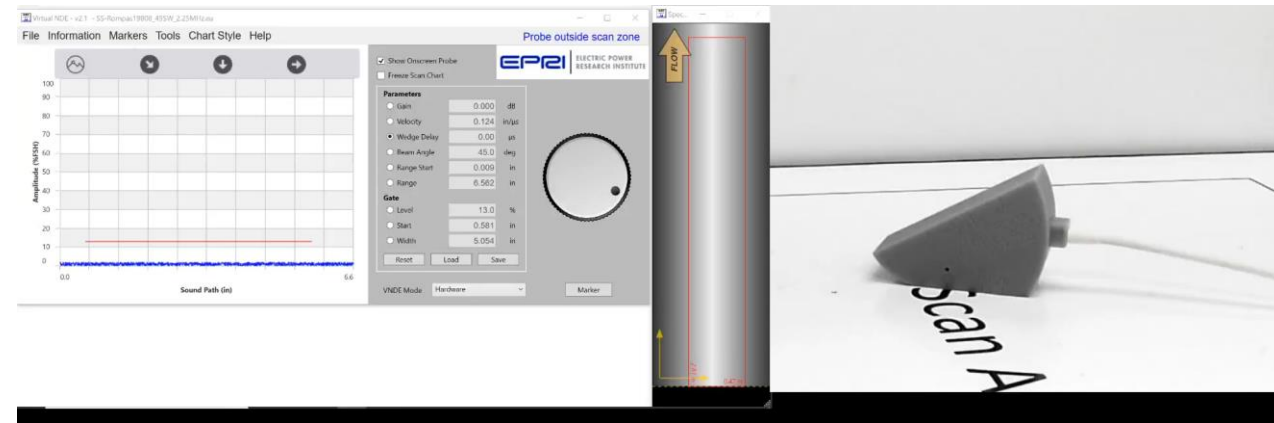 Virtual NDE - v2.1 - SS-Rompas19800_45SW_2.25MHz.eu
File Information Markers Tools Chart Style Help
Probe outside scan zone
Show Onscreen Probe
Freeze Scan Chart
EPRI ELECTRIC POWER
RESEARCH INSTITUTE
Parameters
Gain 0.000 dB
Velocity 0.124 in/µs
Wedge Delay 0.00 µs
Beam Angle 45.0 deg
Range Start 0.009 in
Range 6.562 in
Gate
Level 13.0 %
Start 0.581 in
Width 5.054 in
Reset Load Save
VNDE Mode Hardware
Marker
Amplitude (%FSH)
100
90
80
70
60
50
40
30
20
10
0
0.0 6.6
Sound Path (in)
Spec...
FLOW
Scan A